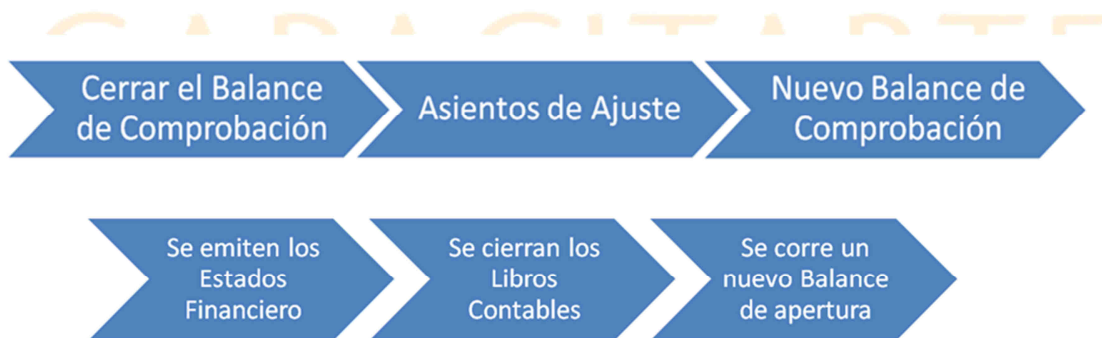 CAPACITARTE
Cerrar el Balance
de Comprobación
Asientos de Ajuste
Nuevo Balance de
Comprobación
Se emiten los
Estados
Financiero
Se cierran los
Libros
Contables
Se corre un
nuevo Balance
de apertura